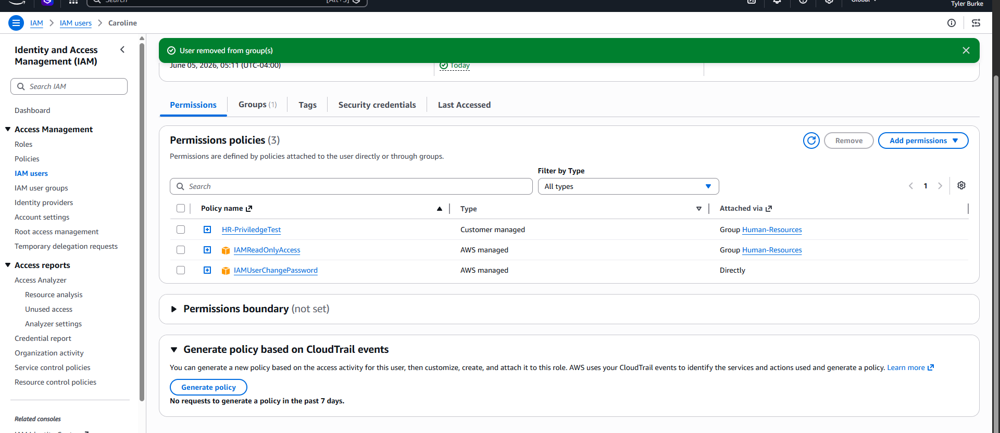 Search
[Alt+S]
Global
Tyler Burke
IAM
IAM users
Caroline
Identity and Access
Management (IAM)
Search IAM
Dashboard
Access Management
Roles
Policies
IAM users
IAM user groups
Identity providers
Account settings
Root access management
Temporary delegation requests
Access reports
Access Analyzer
Resource analysis
Unused access
Analyzer settings
Credential report
Organization activity
Service control policies
Resource control policies
Related consoles
User removed from group(s)
June 05, 2026, 05:11 (UTC-04:00)
Today
Permissions
Groups (1)
Tags
Security credentials
Last Accessed
Permissions policies (3)
Remove
Add permissions
Permissions are defined by policies attached to the user directly or through groups.
Filter by Type
Search
All types
1
Policy name
Type
Attached via
HR-PriviledgeTest
Customer managed
Group Human-Resources
IAMReadOnlyAccess
AWS managed
Group Human-Resources
IAMUserChangePassword
AWS managed
Directly
Permissions boundary (not set)
Generate policy based on CloudTrail events
You can generate a new policy based on the access activity for this user, then customize, create, and attach it to this role. AWS uses your CloudTrail events to identify the services and actions used and generate a policy. Learn more
Generate policy
No requests to generate a policy in the past 7 days.